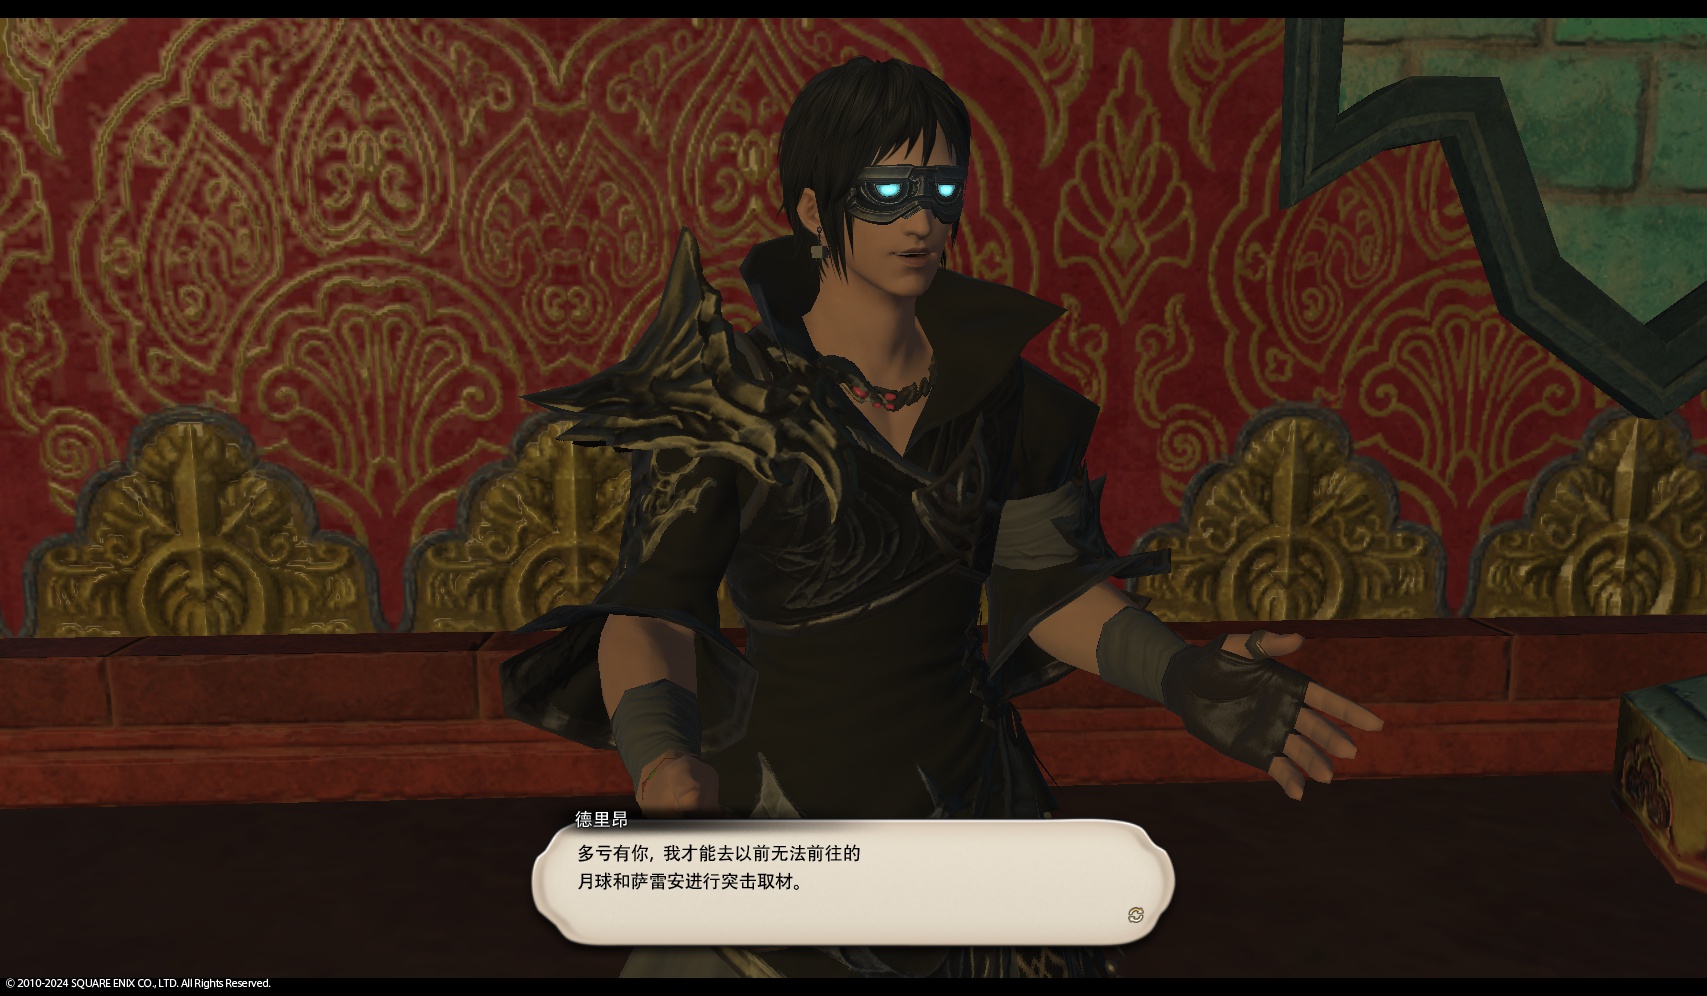 德里昂
多亏有你，我才能去以前无法前往的
月球和萨雷安进行突击取材。
© 2010-2024 SQUARE ENIX CO., LTD. All Rights Reserved.